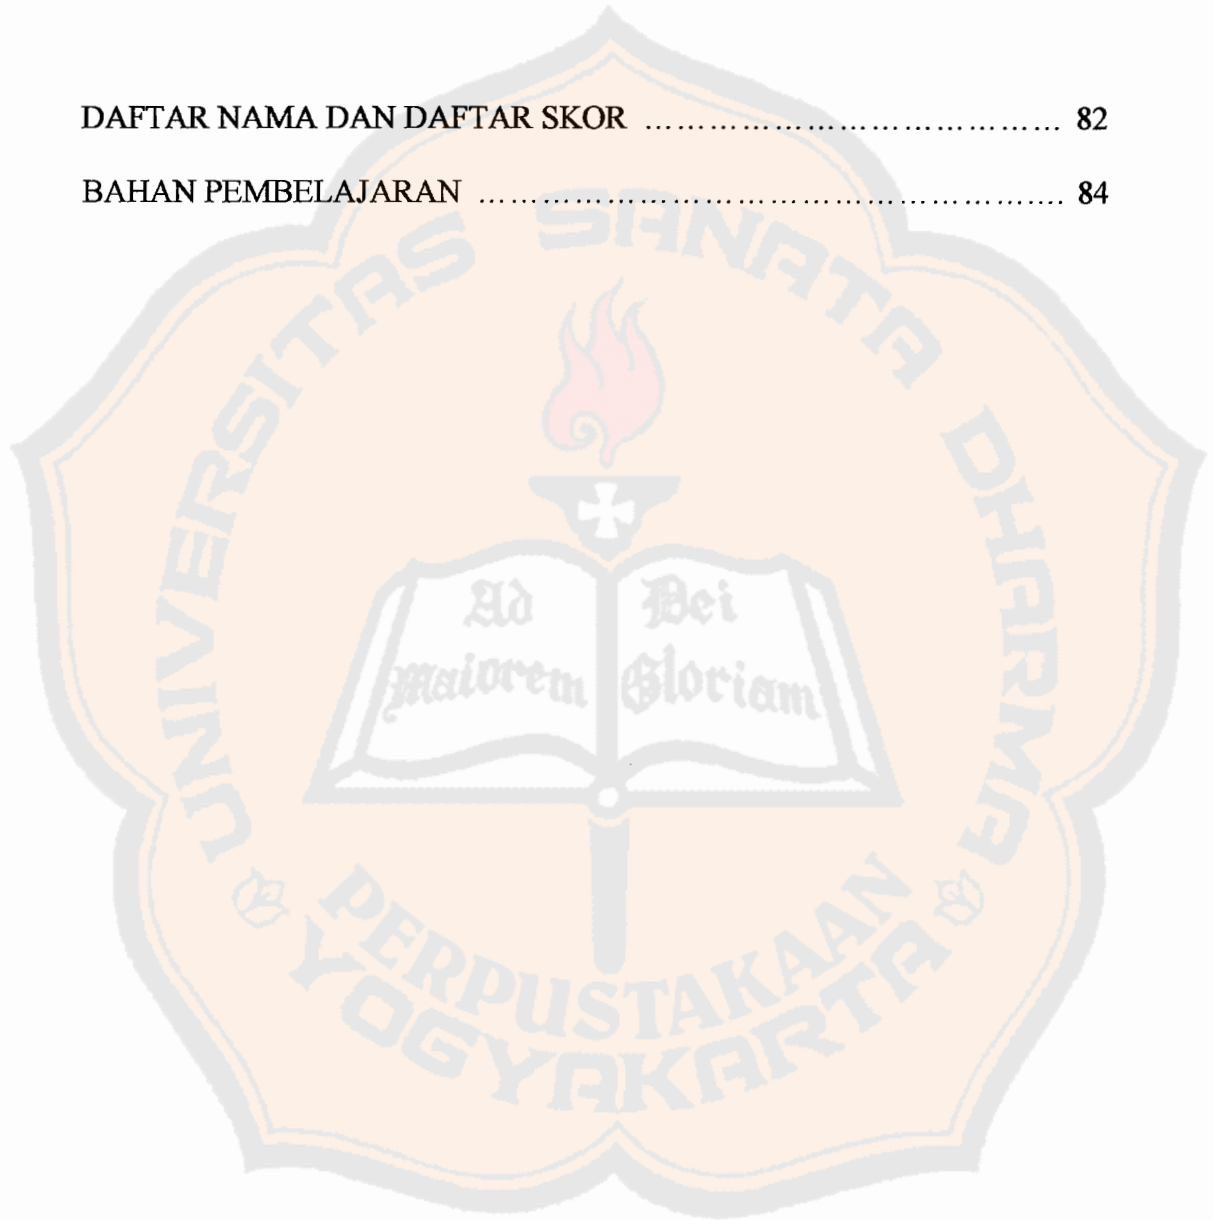 DAFTAR NAMA DAN DAFTAR SKOR ………………………………… 82
BAHAN PEMBELAJARAN ……………………………………………… 84
UNIVERSITAS SANATA DHARMA
Ad Dei
Maiorem Gloriam
PERPUSTAKAAN
YOGYAKARTA